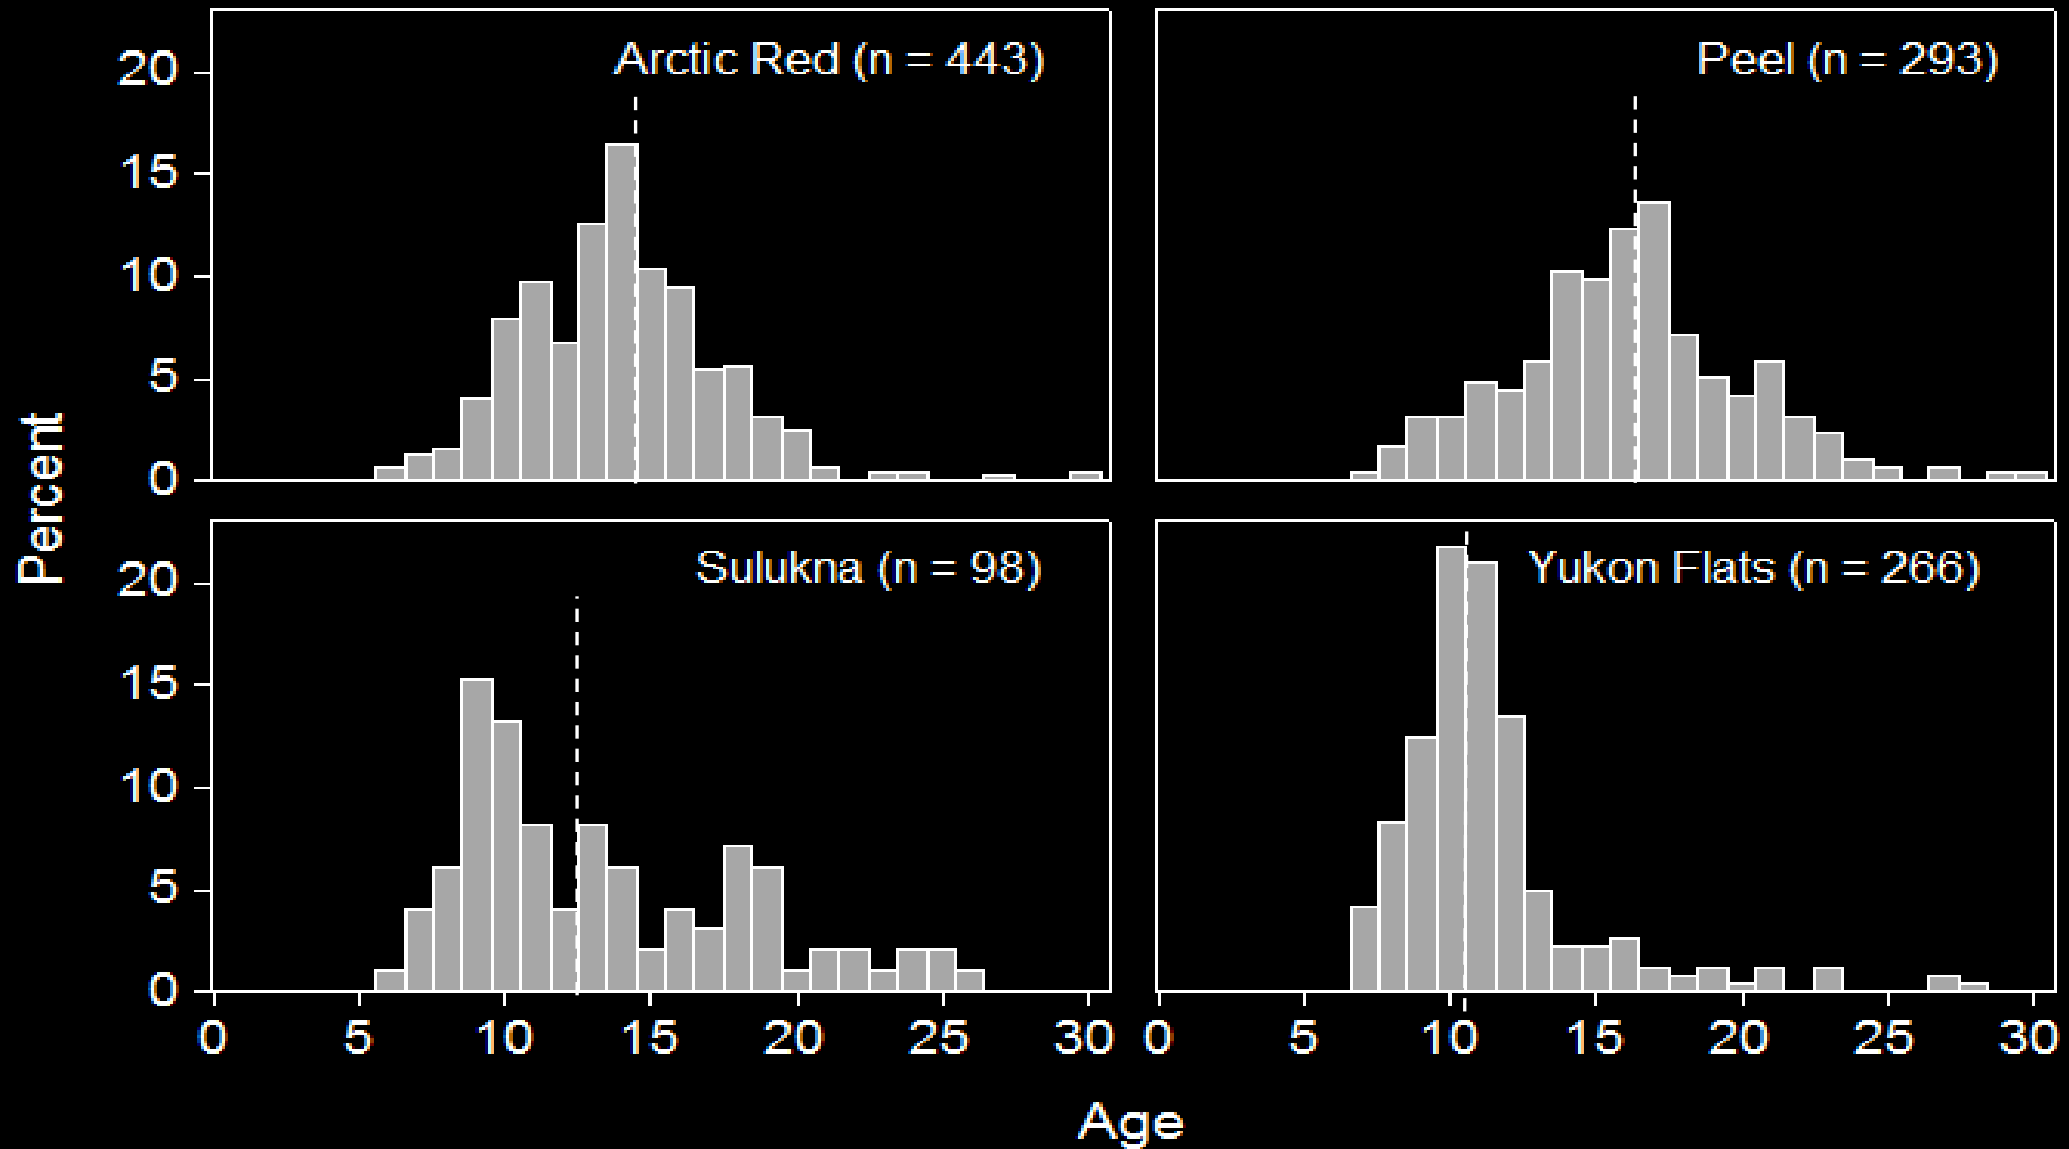 Arctic Red (n = 443)
Peel (n = 293)
20
15
10
5
0
Percent
Sulukna (n = 98)
Yukon Flats (n = 266)
20
15
10
5
0
0 5 10 15 20 25 30
0 5 10 15 20 25 30
Age